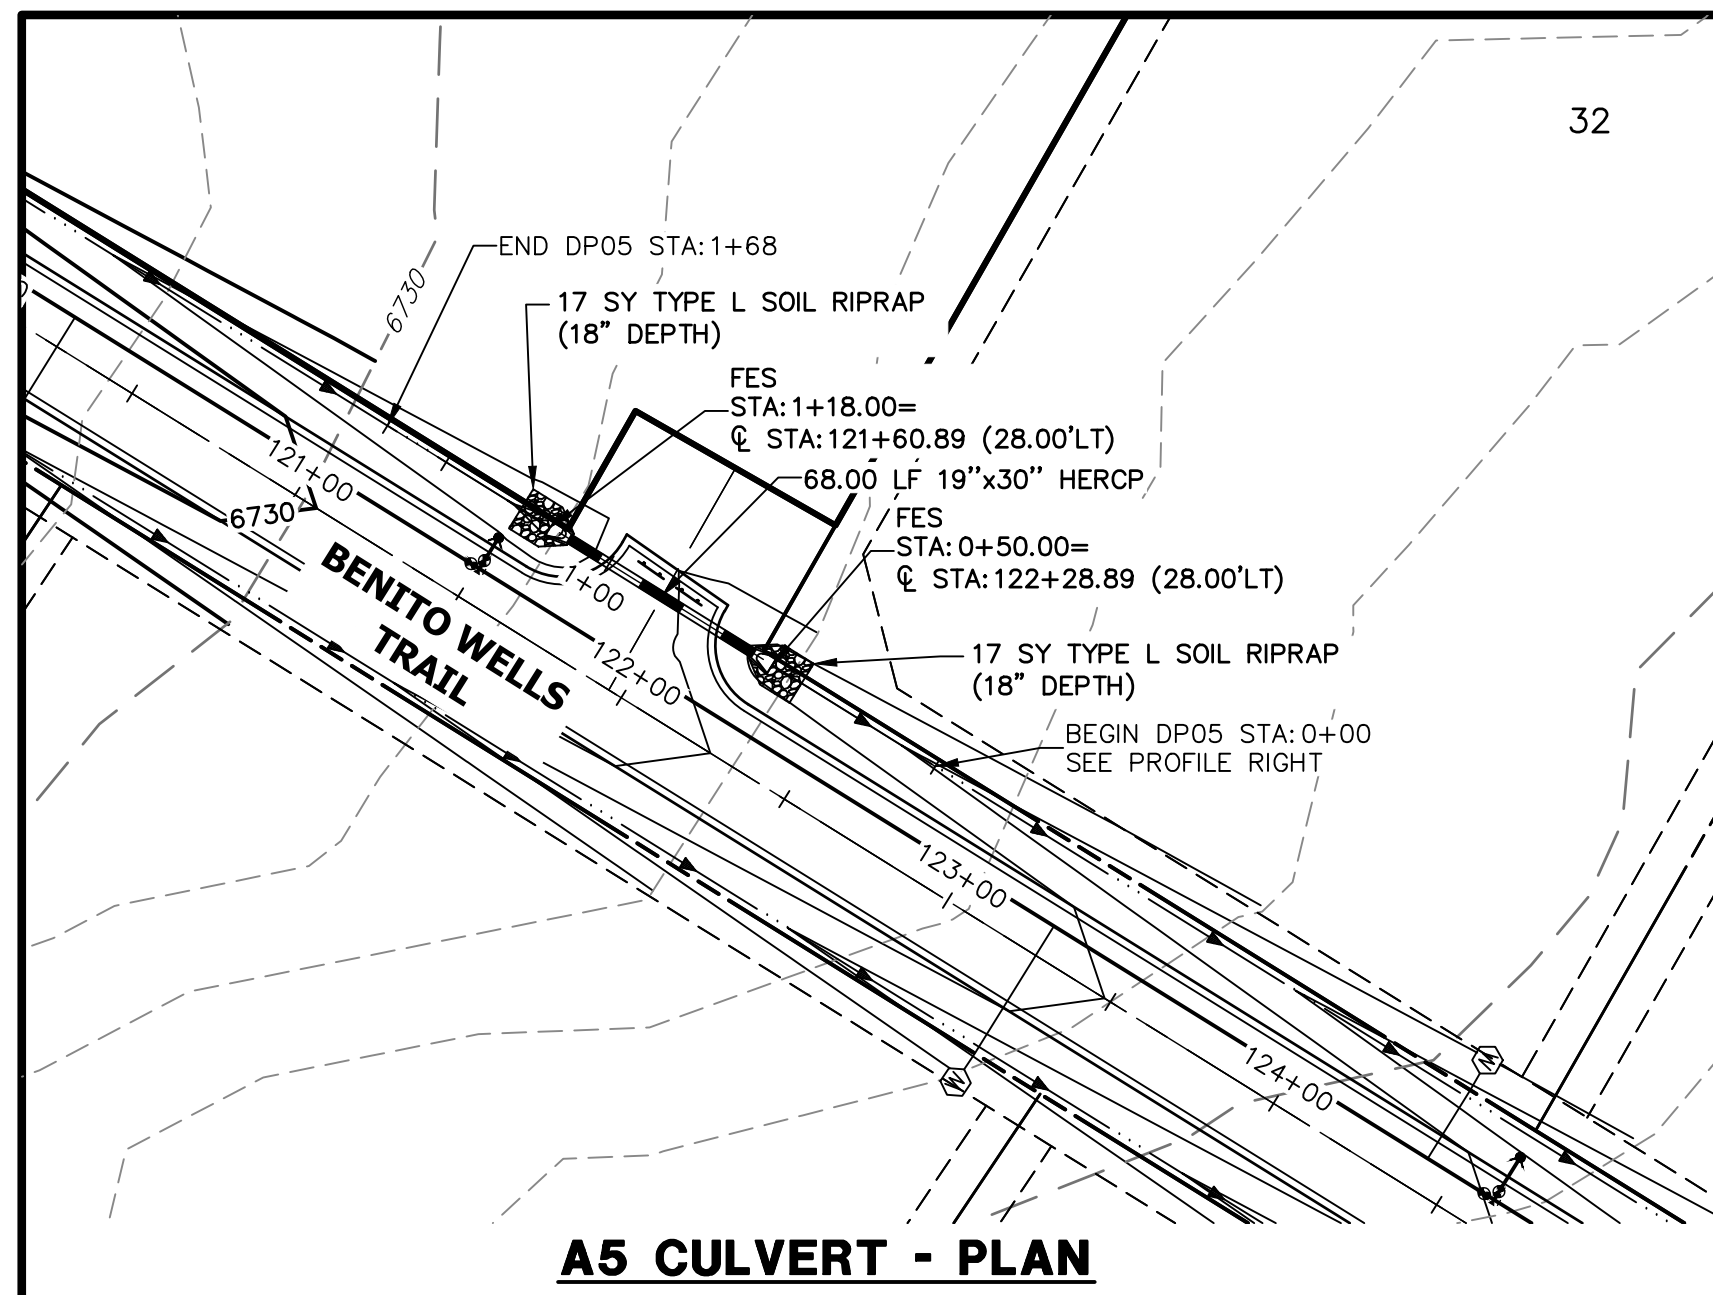 32
END DP05 STA:1+68
6730
17 SY TYPE L SOIL RIPRAP
(18" DEPTH)
FES
STA:1+18.00=
℄ STA:121+60.89 (28.00'LT)
68.00 LF 19"x30" HERCP
121+00
6730
FES
STA:0+50.00=
℄ STA:122+28.89 (28.00'LT)
1+00
BENITO WELLS
TRAIL
122+00
17 SY TYPE L SOIL RIPRAP
(18" DEPTH)
BEGIN DP05 STA:0+00
SEE PROFILE RIGHT
123+00
124+00
W
W
A5 CULVERT - PLAN